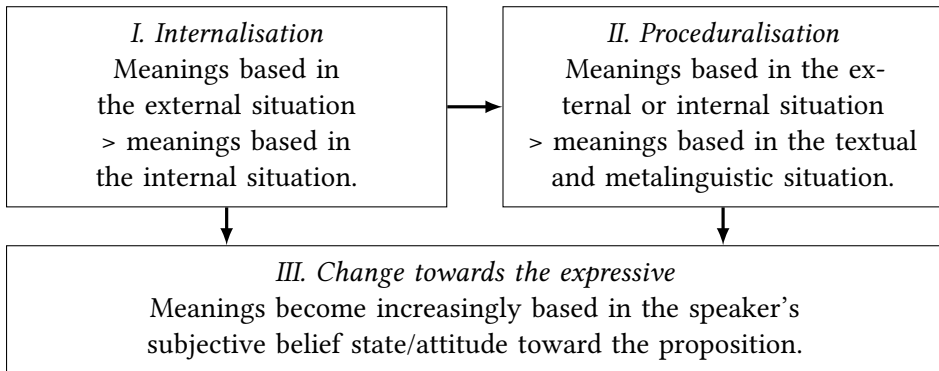 I. Internalisation
Meanings based in
the external situation
> meanings based in
the internal situation.
II. Proceduralisation
Meanings based in the ex-
ternal or internal situation
> meanings based in the textual
and metalinguistic situation.
III. Change towards the expressive
Meanings become increasingly based in the speaker’s
subjective belief state/attitude toward the proposition.